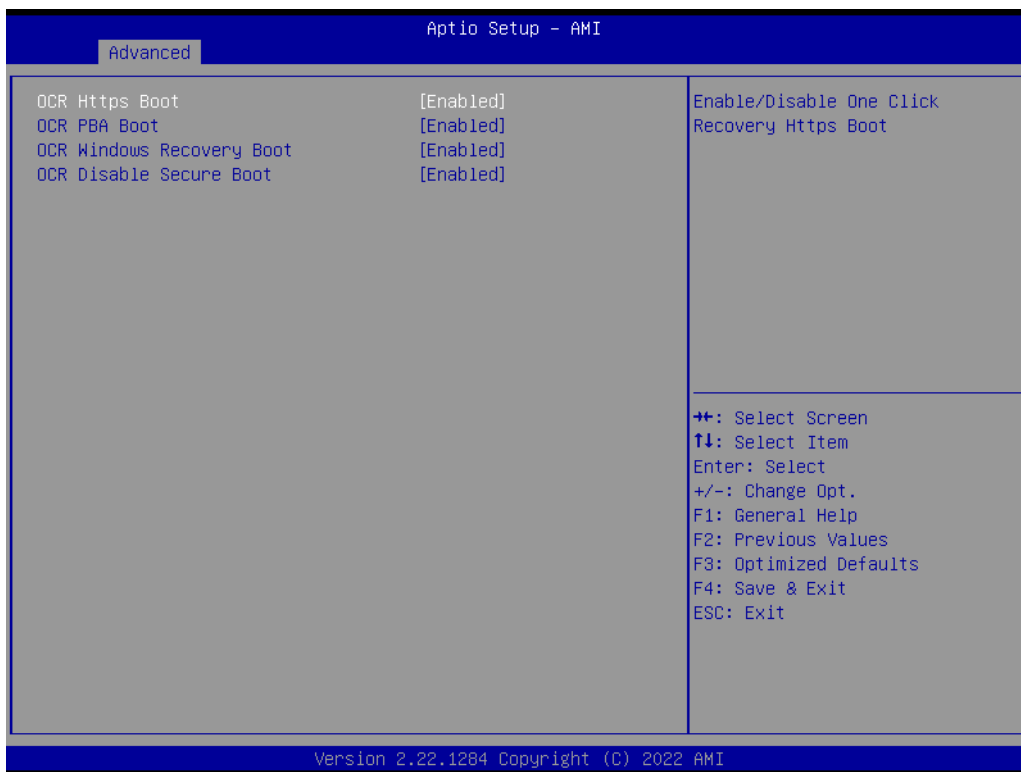 Aptio Setup – AMI
Advanced
OCR Https Boot [Enabled]
OCR PBA Boot [Enabled]
OCR Windows Recovery Boot [Enabled]
OCR Disable Secure Boot [Enabled]
Enable/Disable One Click
Recovery Https Boot
→←: Select Screen
↑↓: Select Item
Enter: Select
+/-: Change Opt.
F1: General Help
F2: Previous Values
F3: Optimized Defaults
F4: Save & Exit
ESC: Exit
Version 2.22.1284 Copyright (C) 2022 AMI